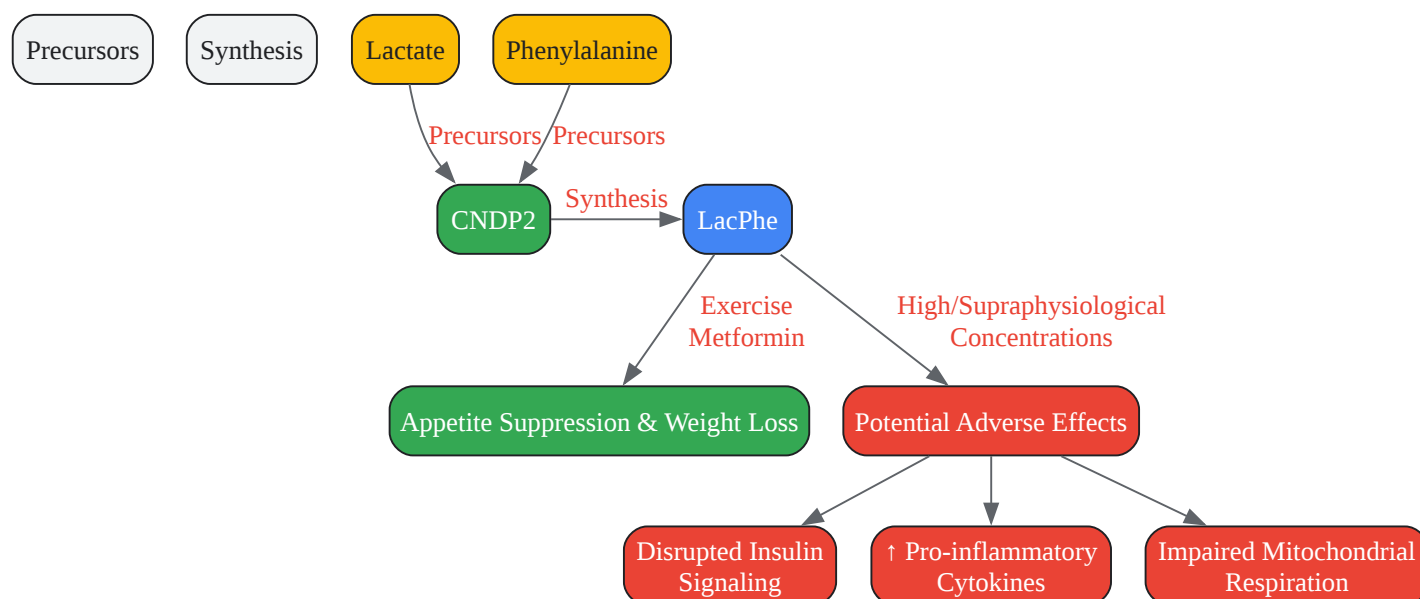 Precursors
Synthesis
Lactate
Phenylalanine
Precursors
Precursors
Synthesis
CNDP2
LacPhe
Exercise
Metformin
High/Supraphysiological
Concentrations
Appetite Suppression & Weight Loss
Potential Adverse Effects
Disrupted Insulin
Signaling
↑ Pro-inflammatory
Cytokines
Impaired Mitochondrial
Respiration